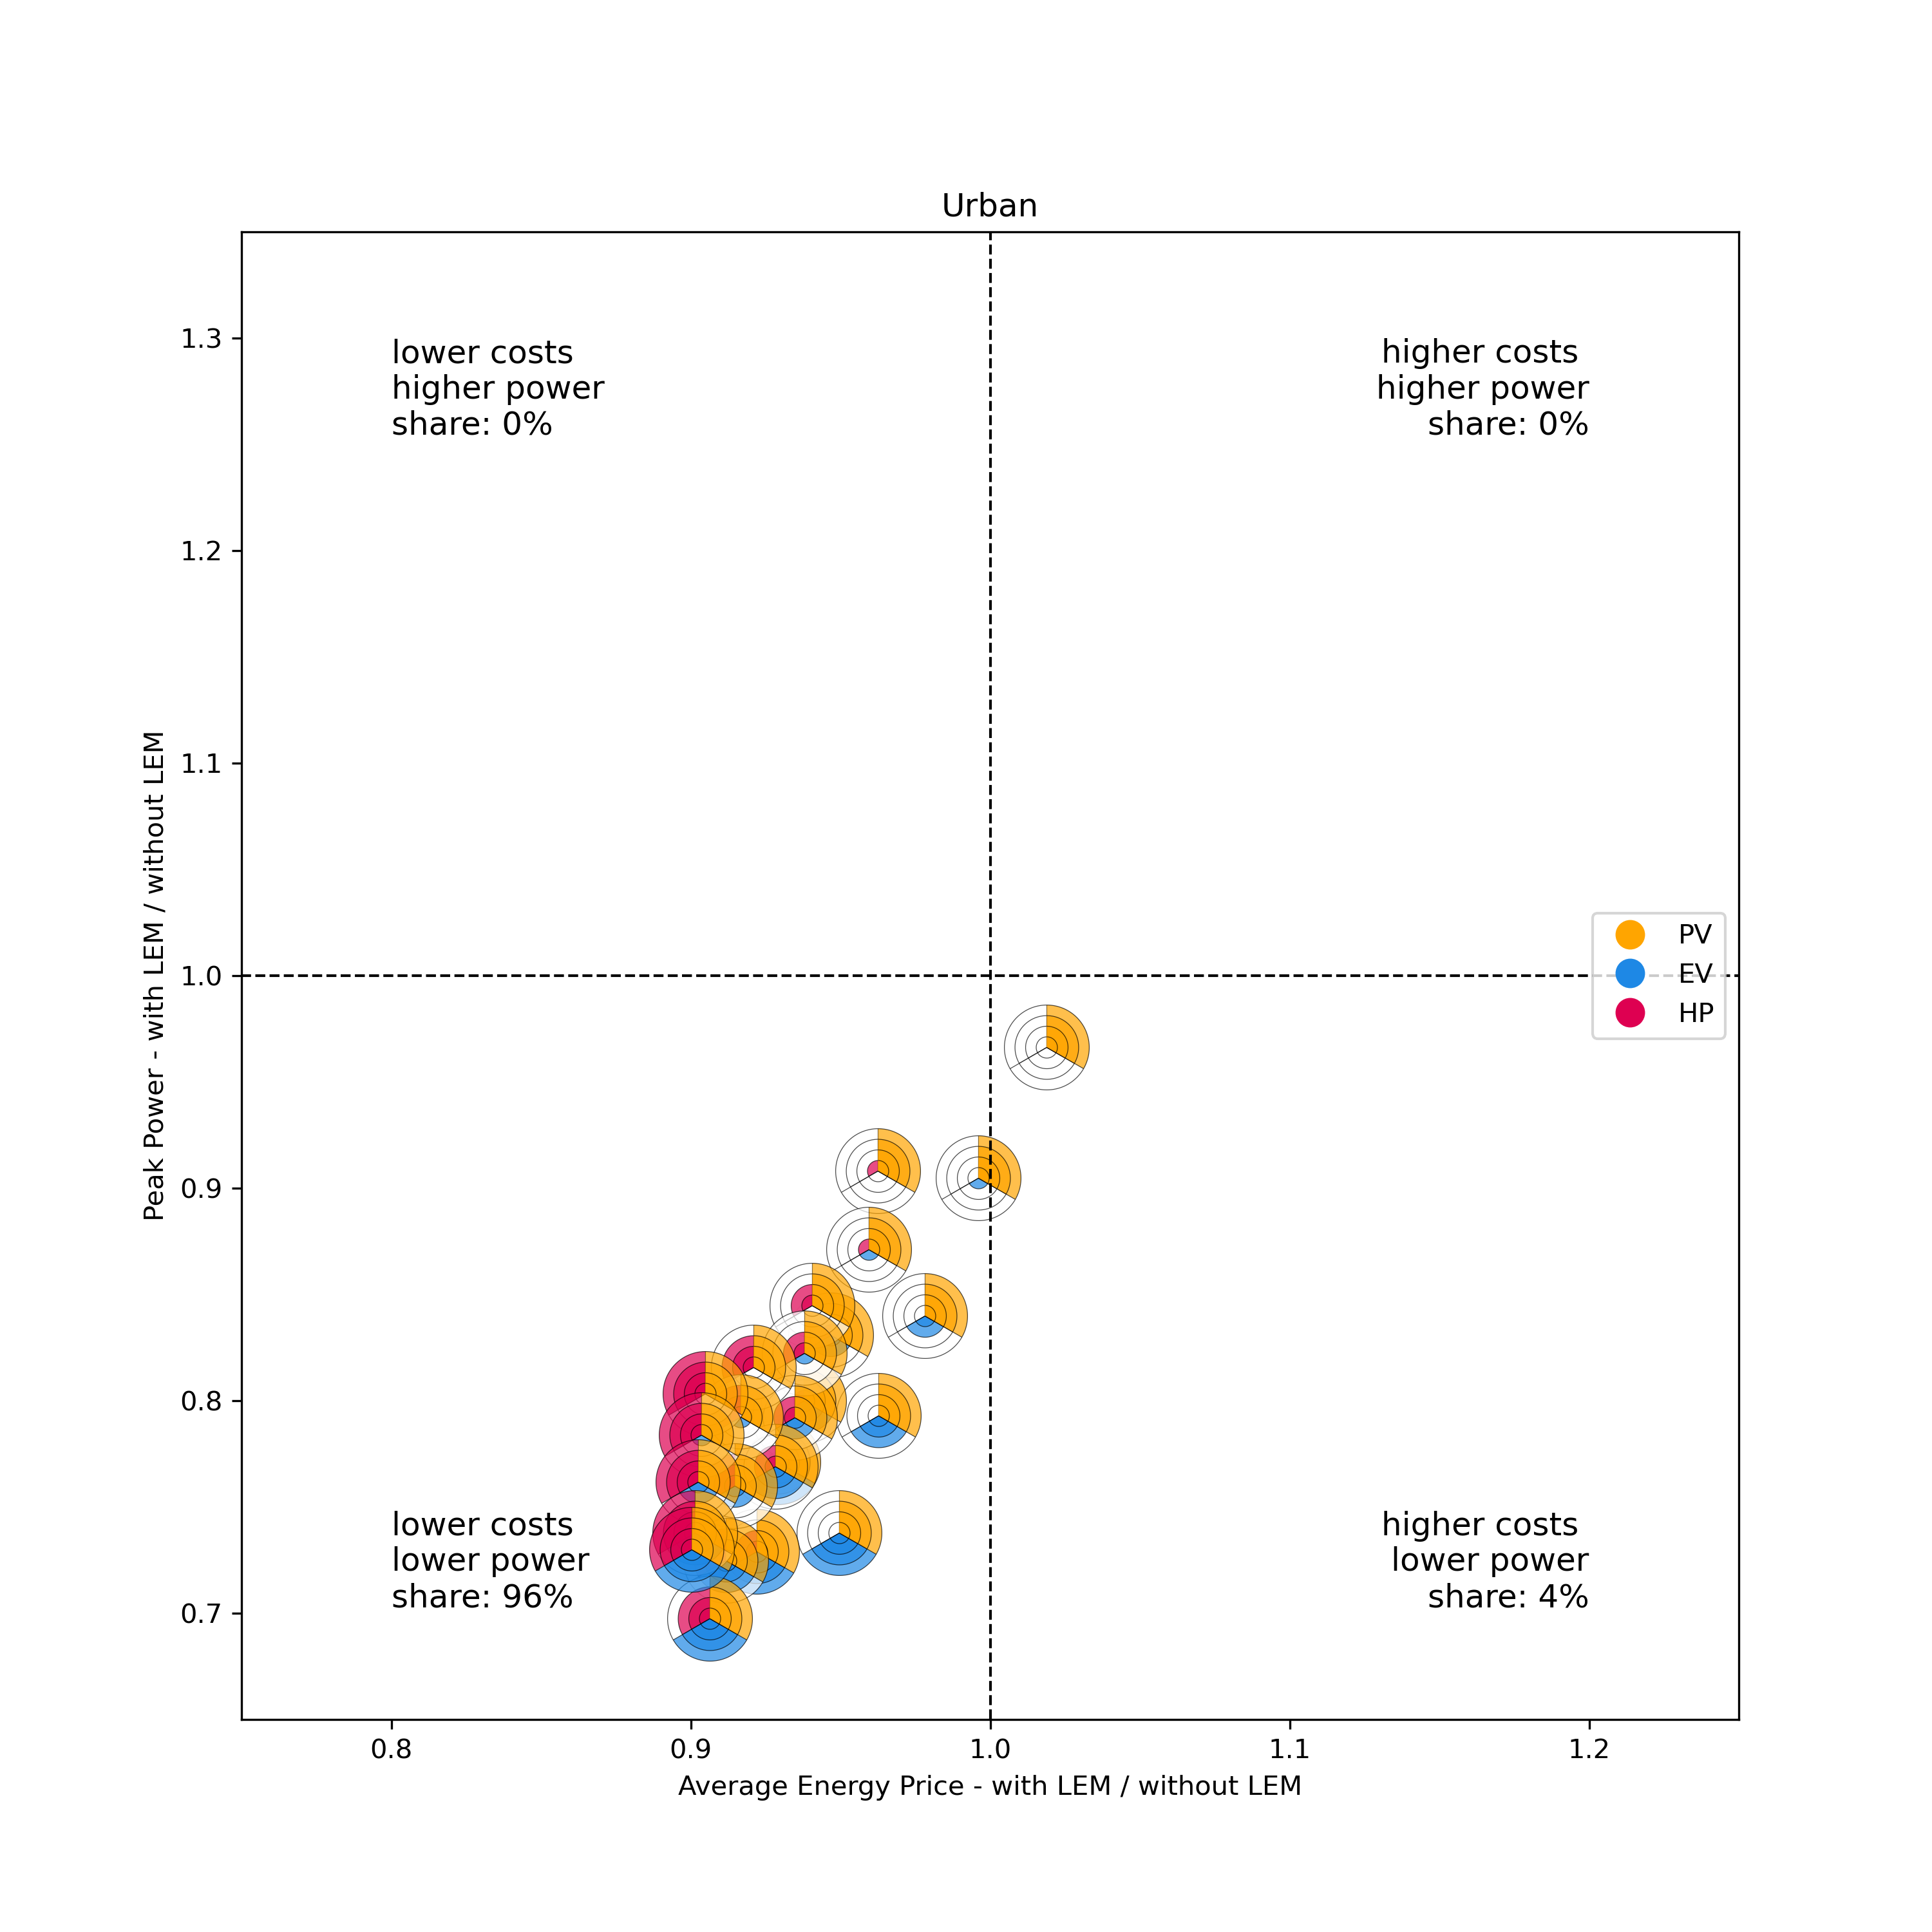 Urban
lower costs
higher power
share: 0%
higher costs
higher power
share: 0%
PV
EV
HP
lower costs
lower power
share: 96%
higher costs
lower power
share: 4%
1.3
1.2
1.1
1.0
0.9
0.8
0.7
Peak Power - with LEM / without LEM
0.8
0.9
1.0
1.1
1.2
Average Energy Price - with LEM / without LEM